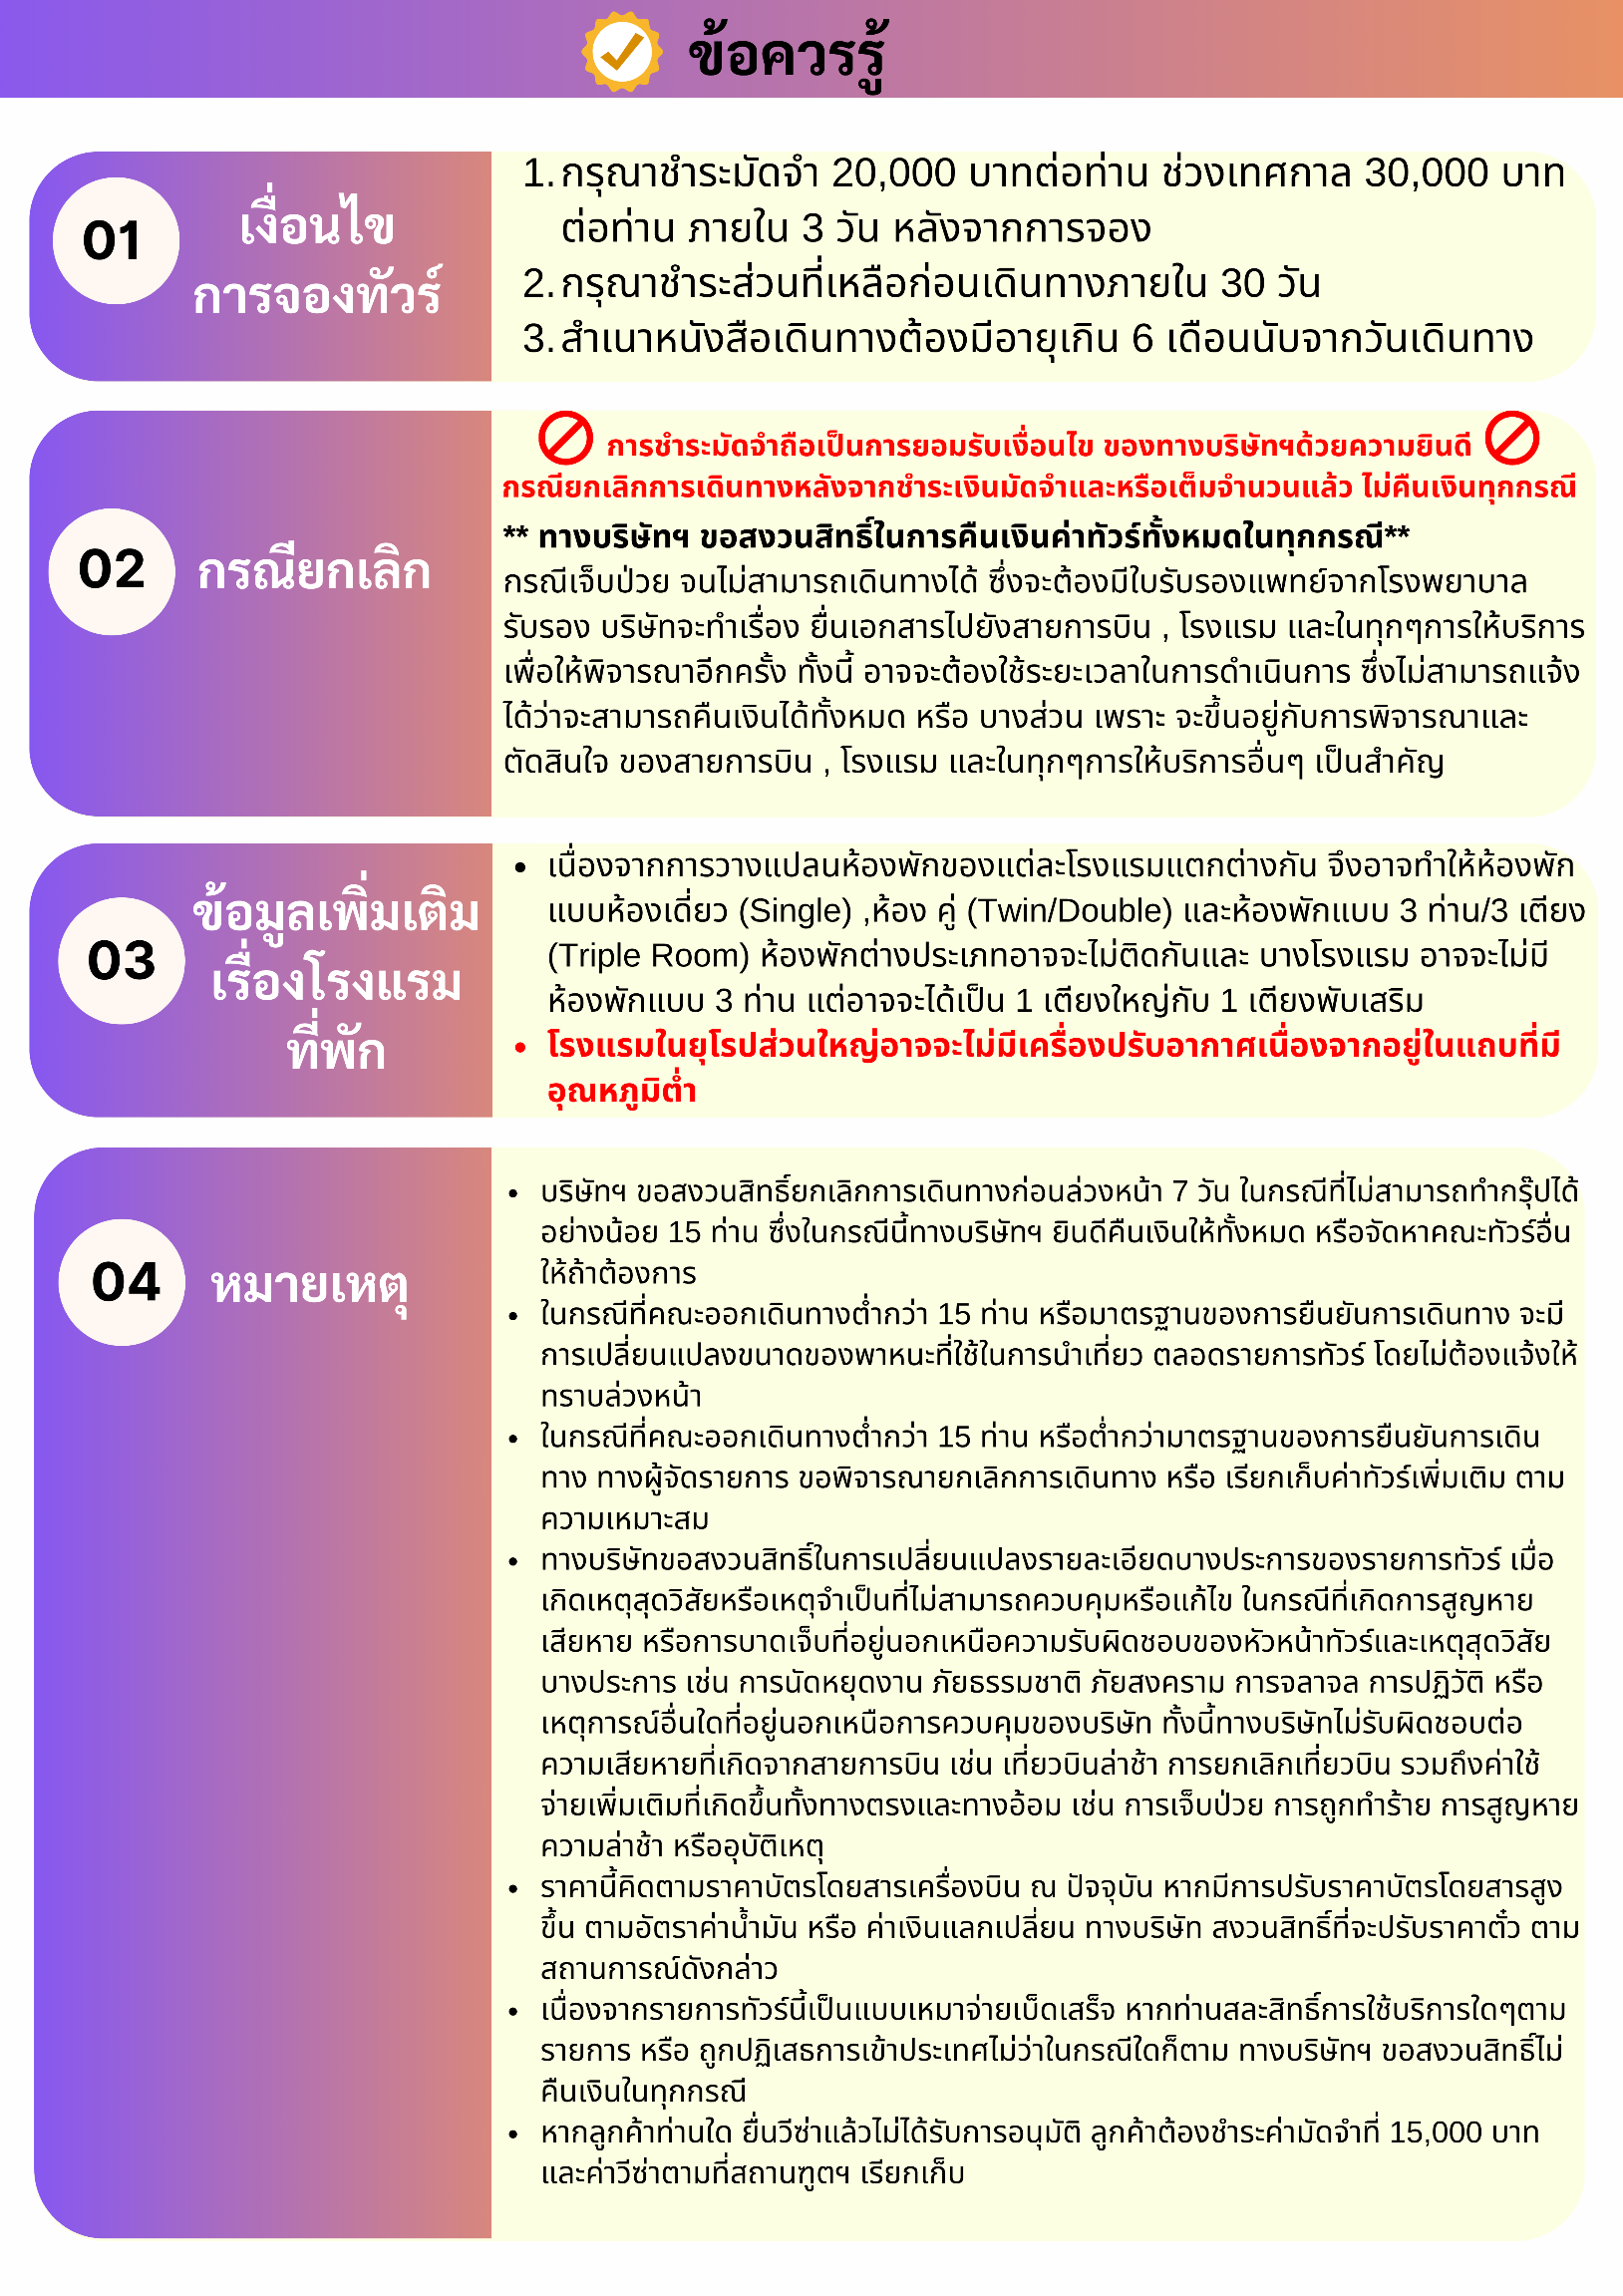 ข้อควรรู้
01
เงื่อนไข
การจองทัวร์
1. กรุณาชำระมัดจำ 20,000 บาทต่อท่าน ช่วงเทศกาล 30,000 บาท
ต่อท่าน ภายใน 3 วัน หลังจากการจอง
2. กรุณาชำระส่วนที่เหลือก่อนเดินทางภายใน 30 วัน
3. สำเนาหนังสือเดินทางต้องมีอายุเกิน 6 เดือนนับจากวันเดินทาง
02
กรณียกเลิก
การชำระมัดจำถือเป็นการยอมรับเงื่อนไข ของทางบริษัทฯด้วยความยินดี
กรณียกเลิกการเดินทางหลังจากชำระเงินมัดจำและหรือเต็มจำนวนแล้ว ไม่คืนเงินทุกกรณี
** ทางบริษัทฯ ขอสงวนสิทธิ์ในการคืนเงินค่าทัวร์ทั้งหมดในทุกกรณี**
กรณีเจ็บป่วย จนไม่สามารถเดินทางได้ ซึ่งจะต้องมีใบรับรองแพทย์จากโรงพยาบาล
รับรอง บริษัทจะทำเรื่อง ยื่นเอกสารไปยังสายการบิน , โรงแรม และในทุกๆการให้บริการ
เพื่อให้พิจารณาอีกครั้ง ทั้งนี้ อาจจะต้องใช้ระยะเวลาในการดำเนินการ ซึ่งไม่สามารถแจ้ง
ได้ว่าจะสามารถคืนเงินได้ทั้งหมด หรือ บางส่วน เพราะ จะขึ้นอยู่กับการพิจารณาและ
ตัดสินใจ ของสายการบิน , โรงแรม และในทุกๆการให้บริการอื่นๆ เป็นสำคัญ
03
ข้อมูลเพิ่มเติม
เรื่องโรงแรม
ที่พัก
• เนื่องจากการวางแปลนห้องพักของแต่ละโรงแรมแตกต่างกัน จึงอาจทำให้ห้องพัก
แบบห้องเดี่ยว (Single) ,ห้อง คู่ (Twin/Double) และห้องพักแบบ 3 ท่าน/3 เตียง
(Triple Room) ห้องพักต่างประเภทอาจจะไม่ติดกันและ บางโรงแรม อาจจะไม่มี
ห้องพักแบบ 3 ท่าน แต่อาจจะได้เป็น 1 เตียงใหญ่กับ 1 เตียงพับเสริม
• โรงแรมในยุโรปส่วนใหญ่อาจจะไม่มีเครื่องปรับอากาศเนื่องจากอยู่ในแถบที่มี
อุณหภูมิต่ำ
04
หมายเหตุ
• บริษัทฯ ขอสงวนสิทธิ์ยกเลิกการเดินทางก่อนล่วงหน้า 7 วัน ในกรณีที่ไม่สามารถทำกรุ๊ปได้
อย่างน้อย 15 ท่าน ซึ่งในกรณีนี้ทางบริษัทฯ ยินดีคืนเงินให้ทั้งหมด หรือจัดหาคณะทัวร์อื่น
ให้ถ้าต้องการ
• ในกรณีที่คณะออกเดินทางต่ำกว่า 15 ท่าน หรือมาตรฐานของการยืนยันการเดินทาง จะมี
การเปลี่ยนแปลงขนาดของพาหนะที่ใช้ในการนำเที่ยว ตลอดรายการทัวร์ โดยไม่ต้องแจ้งให้
ทราบล่วงหน้า
• ในกรณีที่คณะออกเดินทางต่ำกว่า 15 ท่าน หรือต่ำกว่ามาตรฐานของการยืนยันการเดิน
ทาง ทางผู้จัดรายการ ขอพิจารณายกเลิกการเดินทาง หรือ เรียกเก็บค่าทัวร์เพิ่มเติม ตาม
ความเหมาะสม
• ทางบริษัทขอสงวนสิทธิ์ในการเปลี่ยนแปลงรายละเอียดบางประการของรายการทัวร์ เมื่อ
เกิดเหตุสุดวิสัยหรือเหตุจำเป็นที่ไม่สามารถควบคุมหรือแก้ไข ในกรณีที่เกิดการสูญหาย
เสียหาย หรือการบาดเจ็บที่อยู่นอกเหนือความรับผิดชอบของหัวหน้าทัวร์และเหตุสุดวิสัย
บางประการ เช่น การนัดหยุดงาน ภัยธรรมชาติ ภัยสงคราม การจลาจล การปฏิวัติ หรือ
เหตุการณ์อื่นใดที่อยู่นอกเหนือการควบคุมของบริษัท ทั้งนี้ทางบริษัทไม่รับผิดชอบต่อ
ความเสียหายที่เกิดจากสายการบิน เช่น เที่ยวบินล่าช้า การยกเลิกเที่ยวบิน รวมถึงค่าใช้
จ่ายเพิ่มเติมที่เกิดขึ้นทั้งทางตรงและทางอ้อม เช่น การเจ็บป่วย การถูกทำร้าย การสูญหาย
ความล่าช้า หรืออุบัติเหตุ
• ราคานี้คิดตามราคาบัตรโดยสารเครื่องบิน ณ ปัจจุบัน หากมีการปรับราคาบัตรโดยสารสูง
ขึ้น ตามอัตราค่าน้ำมัน หรือ ค่าเงินแลกเปลี่ยน ทางบริษัท สงวนสิทธิ์ที่จะปรับราคาตั๋ว ตาม
สถานการณ์ดังกล่าว
• เนื่องจากรายการทัวร์นี้เป็นแบบเหมาจ่ายเบ็ดเสร็จ หากท่านสละสิทธิ์การใช้บริการใดๆตาม
รายการ หรือ ถูกปฏิเสธการเข้าประเทศไม่ว่าในกรณีใดก็ตาม ทางบริษัทฯ ขอสงวนสิทธิ์ไม่
คืนเงินในทุกกรณี
• หากลูกค้าท่านใด ยื่นวีซ่าแล้วไม่ได้รับการอนุมัติ ลูกค้าต้องชำระค่ามัดจำที่ 15,000 บาท
และค่าวีซ่าตามที่สถานฑูตฯ เรียกเก็บ